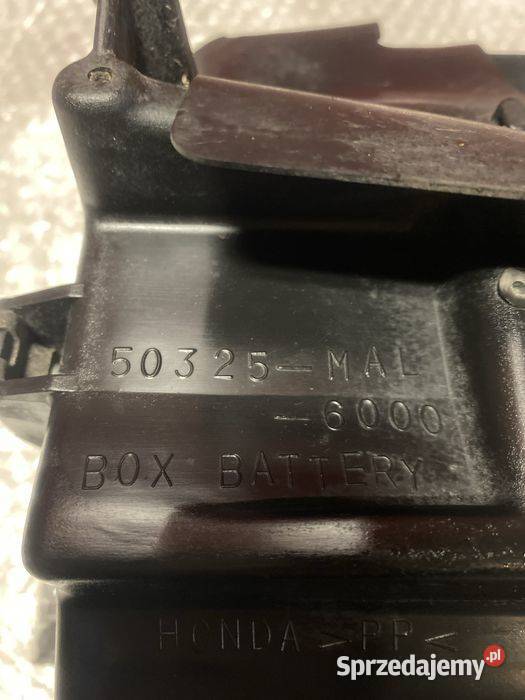 50325-MAL
-6000
BOX BATTERY
HONDA >PP<
Sprzedajemy.pl